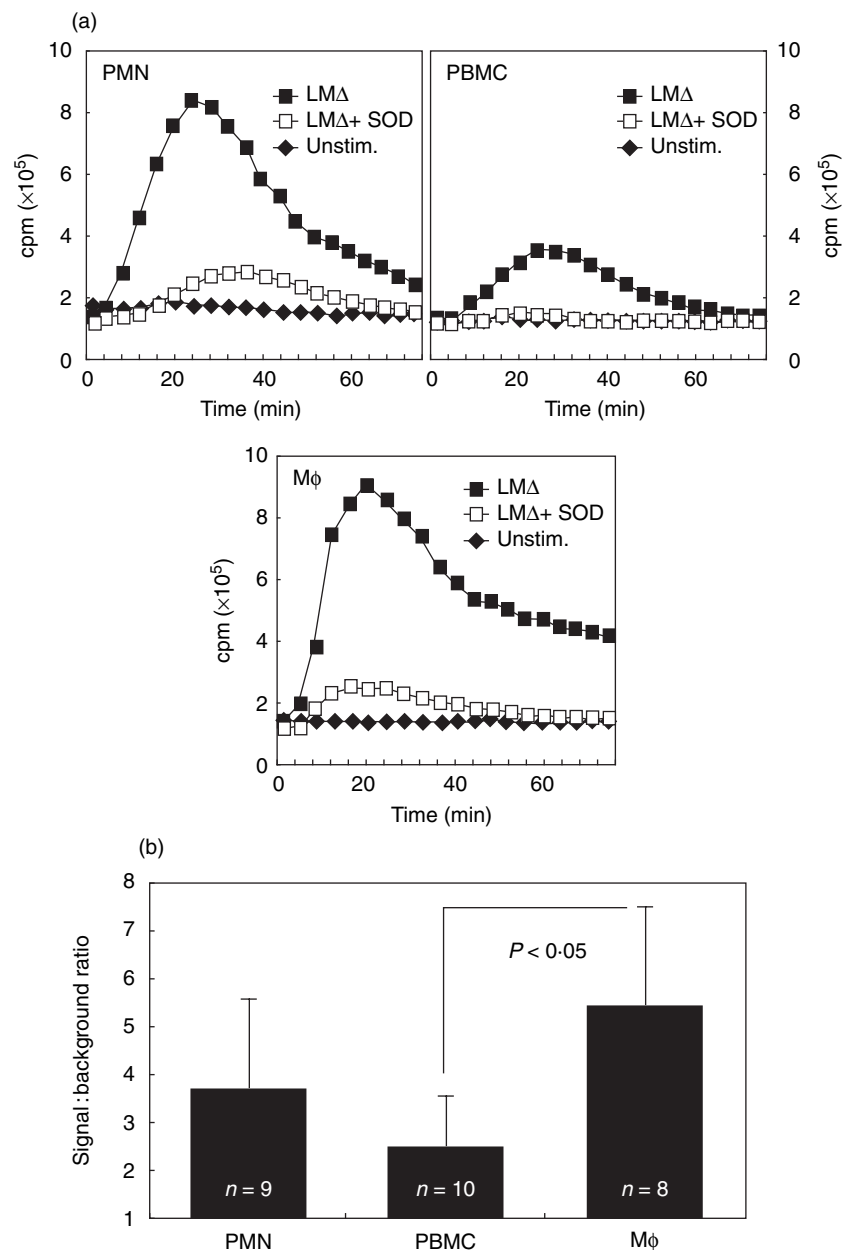 (a)
PMN
LMΔ
LMΔ+ SOD
Unstim.
10
8
6
4
2
0
cpm (×10⁵)
0 20 40 60
Time (min)
PBMC
LMΔ
LMΔ+ SOD
Unstim.
10
8
6
4
2
0
cpm (×10⁵)
0 20 40 60
Time (min)
Mϕ
LMΔ
LMΔ+ SOD
Unstim.
10
8
6
4
2
0
cpm (×10⁵)
0 20 40 60
Time (min)
(b)
8
7
6
5
4
3
2
1
Signal : background ratio
P < 0·05
n = 9 n = 10 n = 8
PMN PBMC Mϕ